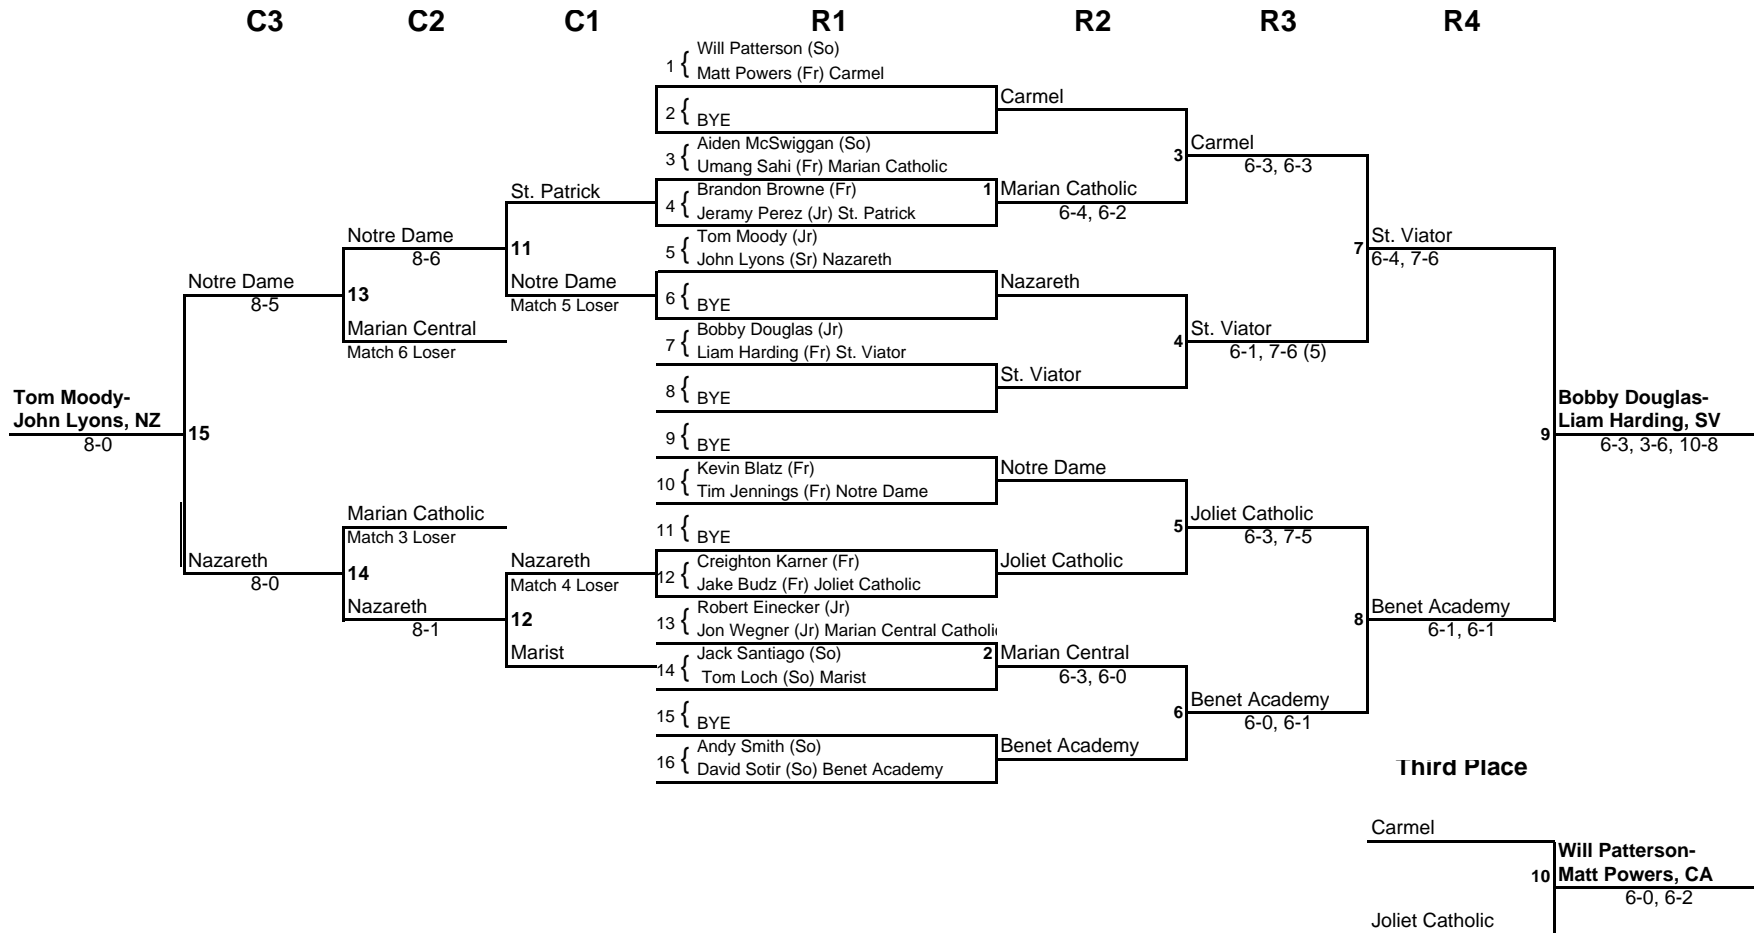 C3 C2 C1 R1 R2 R3 R4
Will Patterson (So)
1 {
Matt Powers (Fr) Carmel
Carmel
2 { BYE
Aiden McSwiggan (So)
3 {
Umang Sahi (Fr) Marian Catholic
3 Carmel
6-3, 6-3
St. Patrick
Brandon Browne (Fr)
4 {
Jeramy Perez (Jr) St. Patrick
1 Marian Catholic
6-4, 6-2
Notre Dame
8-6
11
Tom Moody (Jr)
5 {
John Lyons (Sr) Nazareth
7 St. Viator
6-4, 7-6
Notre Dame
8-5
13
Notre Dame
Match 5 Loser
6 { BYE
Nazareth
Marian Central
Match 6 Loser
Bobby Douglas (Jr)
7 {
Liam Harding (Fr) St. Viator
4 St. Viator
6-1, 7-6 (5)
8 { BYE
St. Viator
Tom Moody-
John Lyons, NZ
8-0
15
9 { BYE
9 Bobby Douglas-
Liam Harding, SV
6-3, 3-6, 10-8
Kevin Blatz (Fr)
10 {
Tim Jennings (Fr) Notre Dame
Notre Dame
Marian Catholic
Match 3 Loser
11 { BYE
5 Joliet Catholic
6-3, 7-5
Nazareth
8-0
14
Nazareth
Match 4 Loser
Creighton Karner (Fr)
12 {
Jake Budz (Fr) Joliet Catholic
Joliet Catholic
Nazareth
8-1
12
Robert Einecker (Jr)
13 {
Jon Wegner (Jr) Marian Central Catholic
8 Benet Academy
6-1, 6-1
Marist
Jack Santiago (So)
14 {
Tom Loch (So) Marist
2 Marian Central
6-3, 6-0
15 { BYE
6 Benet Academy
6-0, 6-1
Andy Smith (So)
16 {
David Sotir (So) Benet Academy
Benet Academy
Third Place
Carmel
10 Will Patterson-
Matt Powers, CA
6-0, 6-2
Joliet Catholic